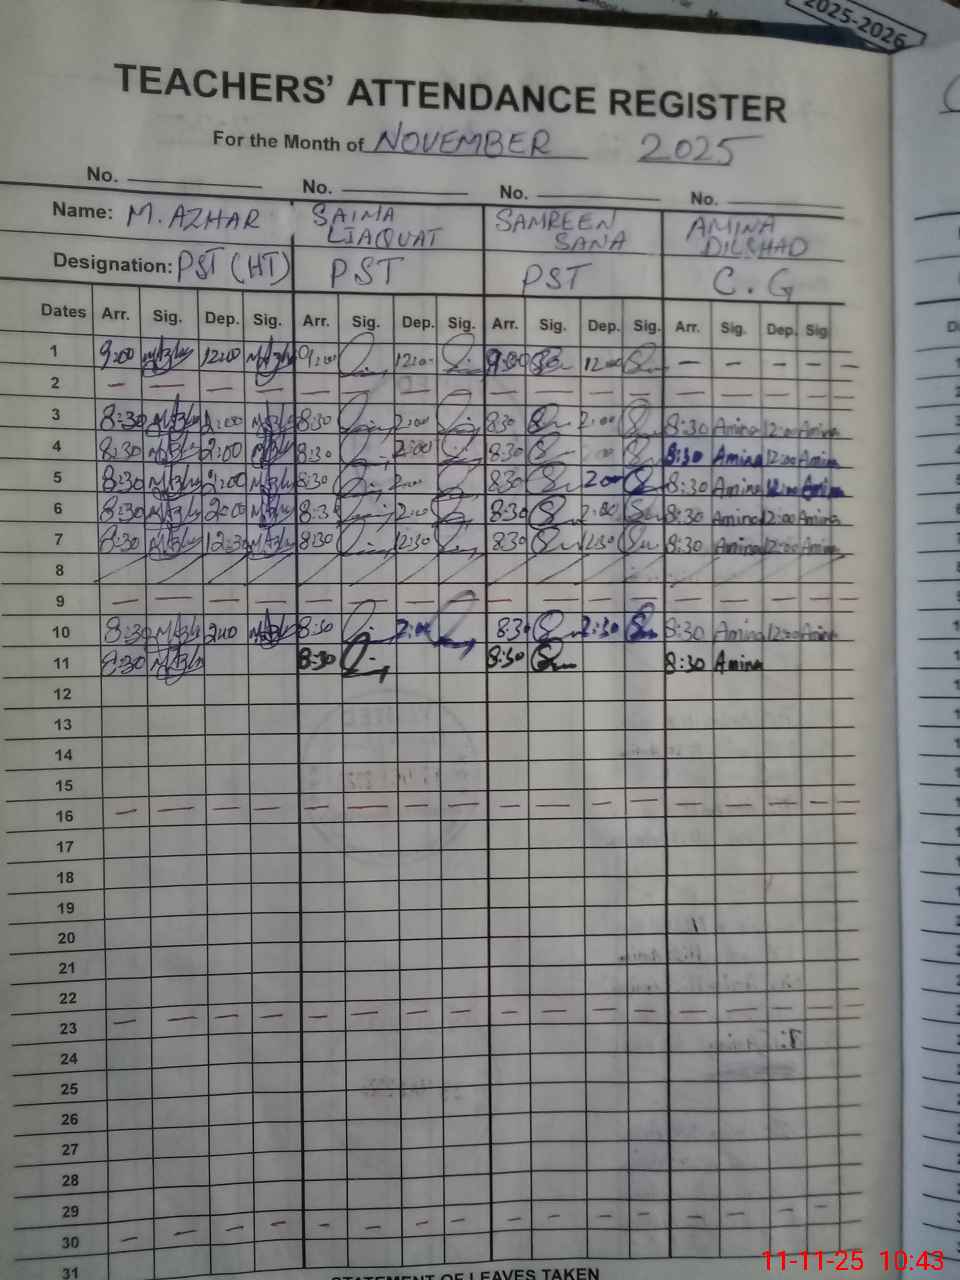 2025-2026
TEACHERS' ATTENDANCE REGISTER
For the Month of NOVEMBER 2025
No. No. No. No.
Name: M. AZHAR SAIMA LIAQUAT SAMREEN SANA AMINA DILSHAD
Designation: PST (HT) PST PST C.G
Dates Arr. Sig. Dep. Sig. Arr. Sig. Dep. Sig. Arr. Sig. Dep. Sig. Arr. Sig. Dep. Sig
1 9:00 12:00 9:00 12:00 9:00 12:00 — — — —
2 — — — — — — — — — — — — — — — —
3 8:30 2:00 8:30 2:00 830 2:00 8:30 Amina 12:00 Amina
4 8:30 2:00 8:30 2:00 8:30 8:30 Amina 12:00 Amina
5 8:30 2:00 8:30 830 200 8:30 Amina 12:00 Amina
6 8:30 2:00 8:30 2:00 8:30 2:00 8:30 Amina 12:00 Amina
7 8:30 12:30 8:30 12:30 830 12:30 8:30 Amina 12:00 Amina
8
9 — — — — — — — — — — — — — — — —
10 8:30 200 8:30 2:00 830 2:30 8:30 Amina 12:00 Amina
11 8:30 8:30 8:30 8:30 Amina
12
13
14
15
16 — — — — — — — — — — — — — — — —
17
18
19
20
21
22
23 — — — — — — — — — — — — — — — —
24
25
26
27
28
29
30 — — — — — — — — — — — — — — — —
31
STATEMENT OF LEAVES TAKEN
11-11-25 10:43